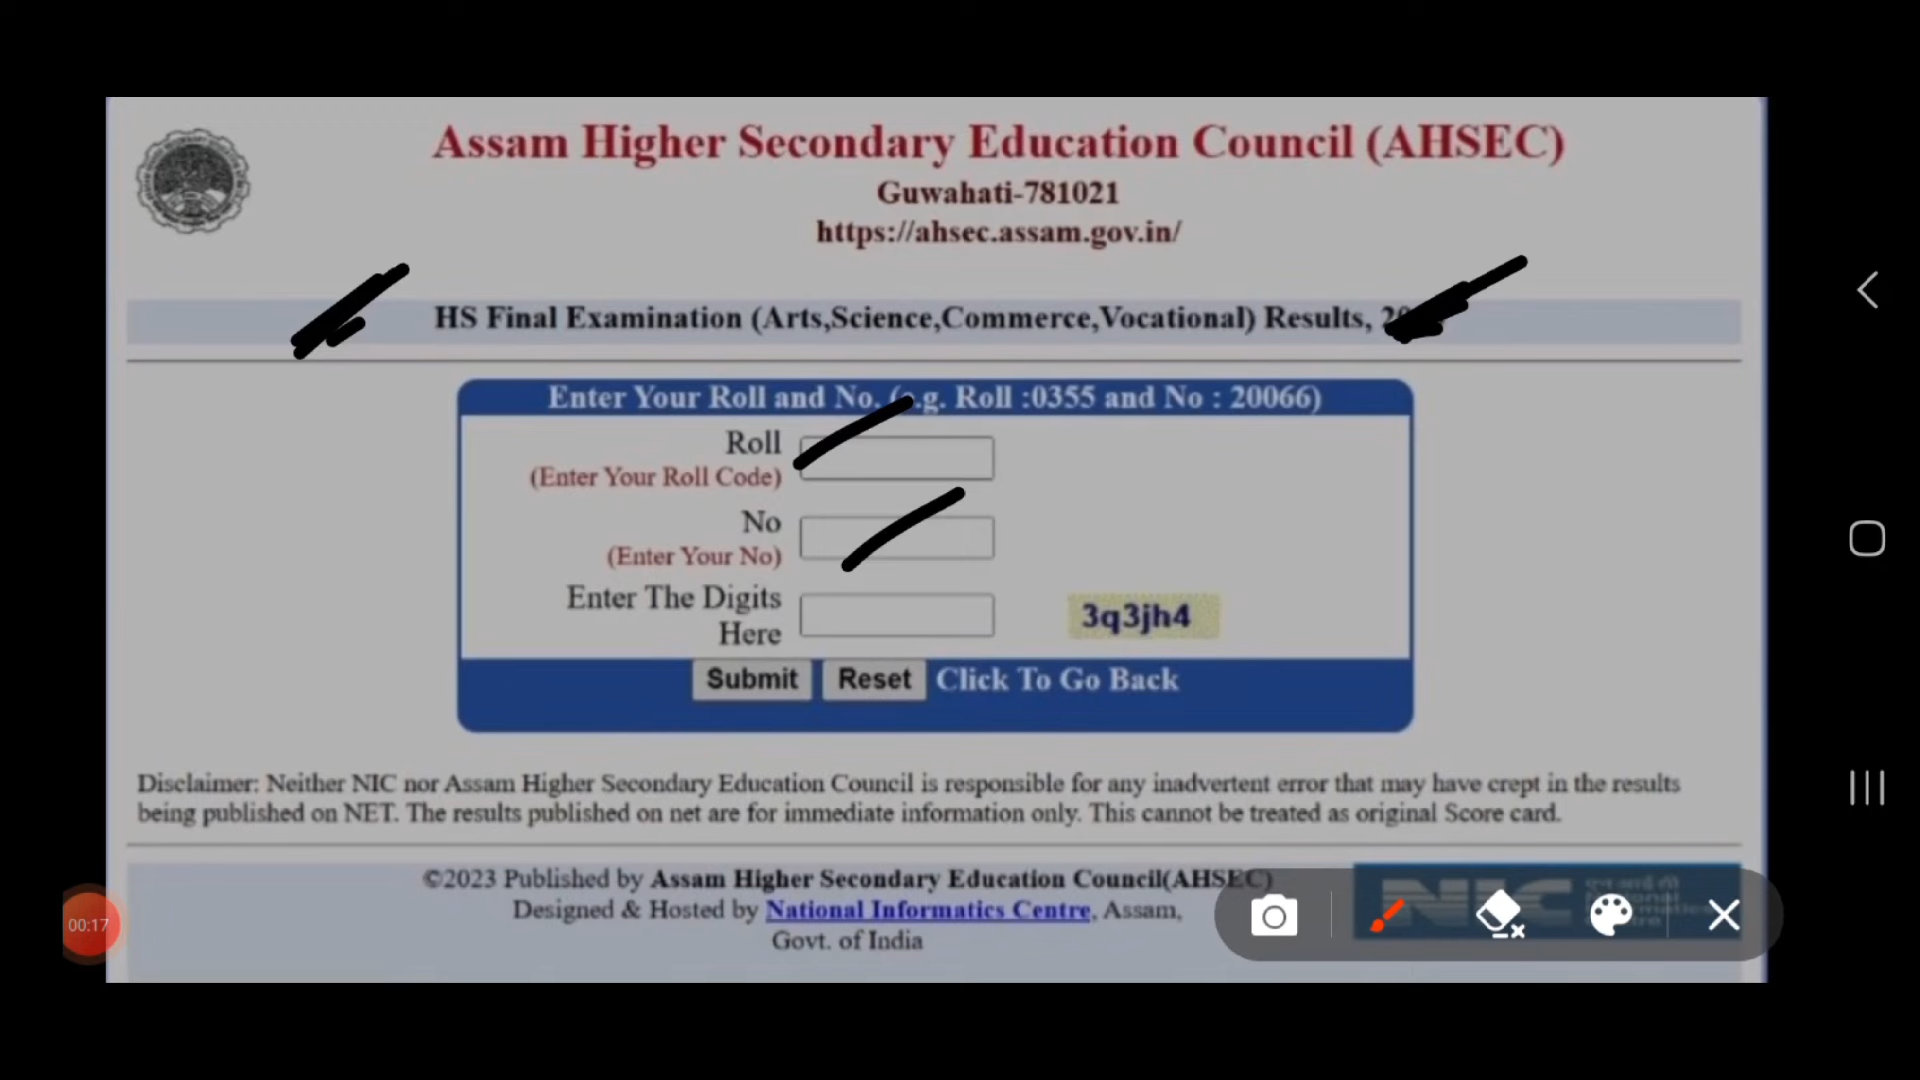 Assam Higher Secondary Education Council (AHSEC)
Guwahati-781021
https://ahsec.assam.gov.in/
HS Final Examination (Arts,Science,Commerce,Vocational) Results,
Enter Your Roll and No. (e.g. Roll :0355 and No : 20066)
Roll
(Enter Your Roll Code)
No
(Enter Your No)
Enter The Digits
Here
3q3jh4
Submit Reset Click To Go Back
Disclaimer: Neither NIC nor Assam Higher Secondary Education Council is responsible for any inadvertent error that may have crept in the results
being published on NET. The results published on net are for immediate information only. This cannot be treated as original Score card.
©2023 Published by Assam Higher Secondary Education Council(AHSEC)
Designed & Hosted by National Informatics Centre, Assam,
Govt. of India
NIC
00:17